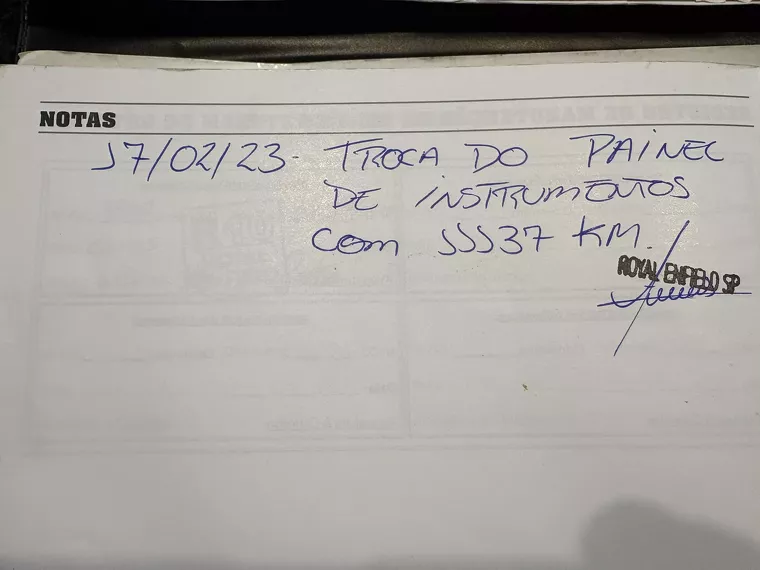 NOTAS
17/02/23 - TROCA DO PAINEL
DE INSTRUMENTOS
COM 11137 KM.
ROYAL ENFIELD SP